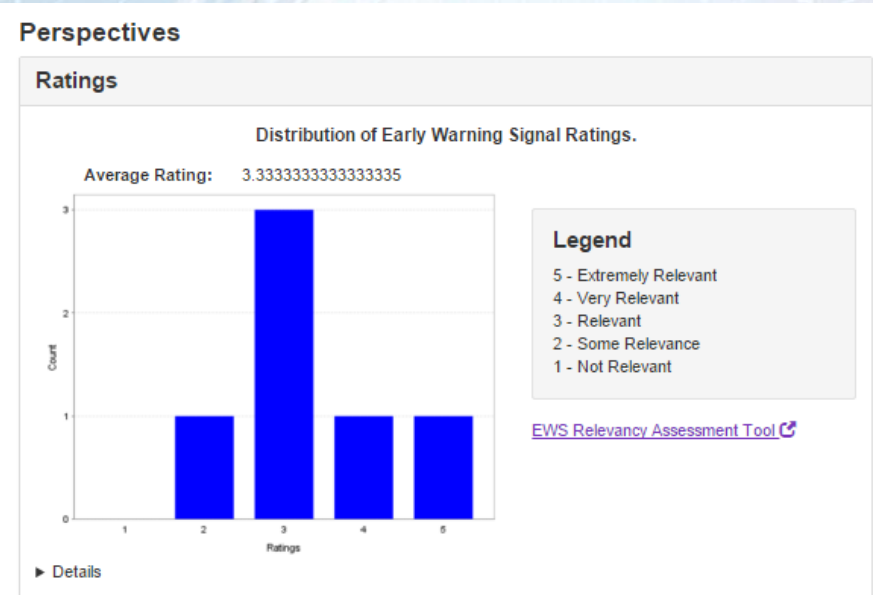 Perspectives
Ratings
Distribution of Early Warning Signal Ratings.
Average Rating: 3.3333333333333335
3
2
1
0
Count
1 2 3 4 5
Ratings
Legend
5 - Extremely Relevant
4 - Very Relevant
3 - Relevant
2 - Some Relevance
1 - Not Relevant
EWS Relevancy Assessment Tool
Details